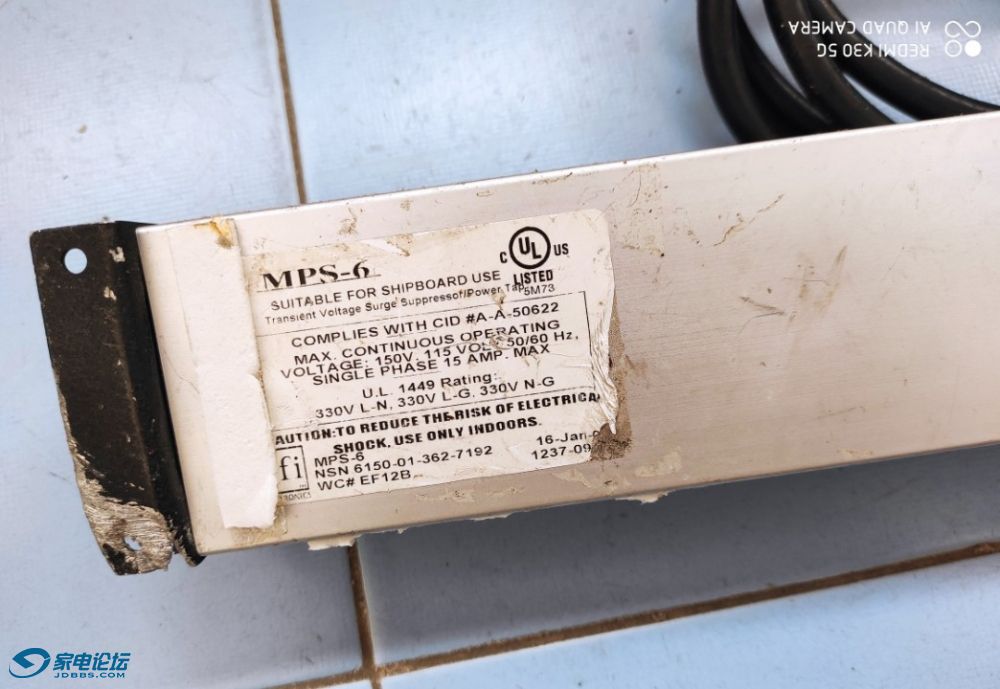 REDMI K30 5G
AI QUAD CAMERA
MPS-6
C UL US
LISTED
5M73
SUITABLE FOR SHIPBOARD USE
Transient Voltage Surge Suppressor/Power Tap
COMPLIES WITH CID #A-A-50622
MAX. CONTINUOUS OPERATING
VOLTAGE: 150V, 115 VOLT 50/60 Hz,
SINGLE PHASE 15 AMP. MAX
U.L. 1449 Rating:
330V L-N, 330V L-G, 330V N-G
AUTION:TO REDUCE THE RISK OF ELECTRICA
SHOCK, USE ONLY INDOORS.
fi
MPS-6
16-Jan-
NSN 6150-01-362-7192
1237-09
WC# EF12B
家电论坛
JDBBS.COM